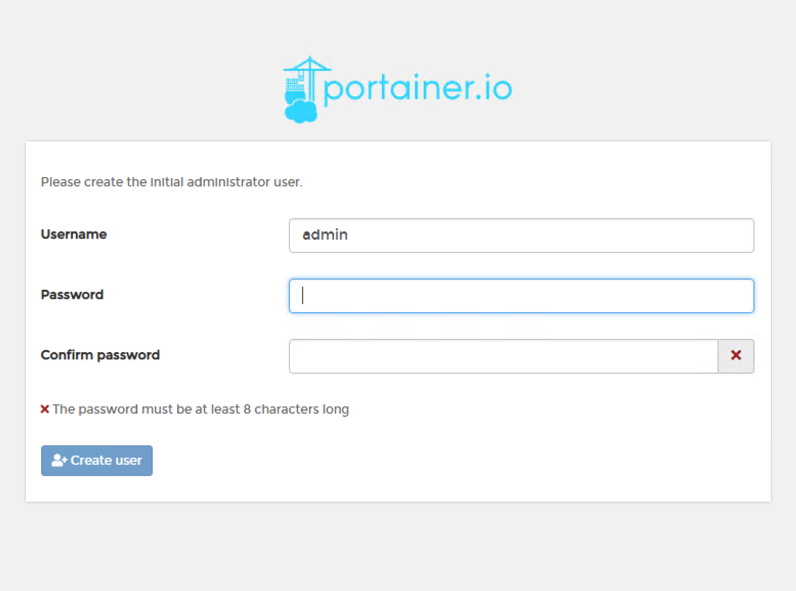 portainer.io
Please create the initial administrator user.
Username
admin
Password
Confirm password
The password must be at least 8 characters long
Create user